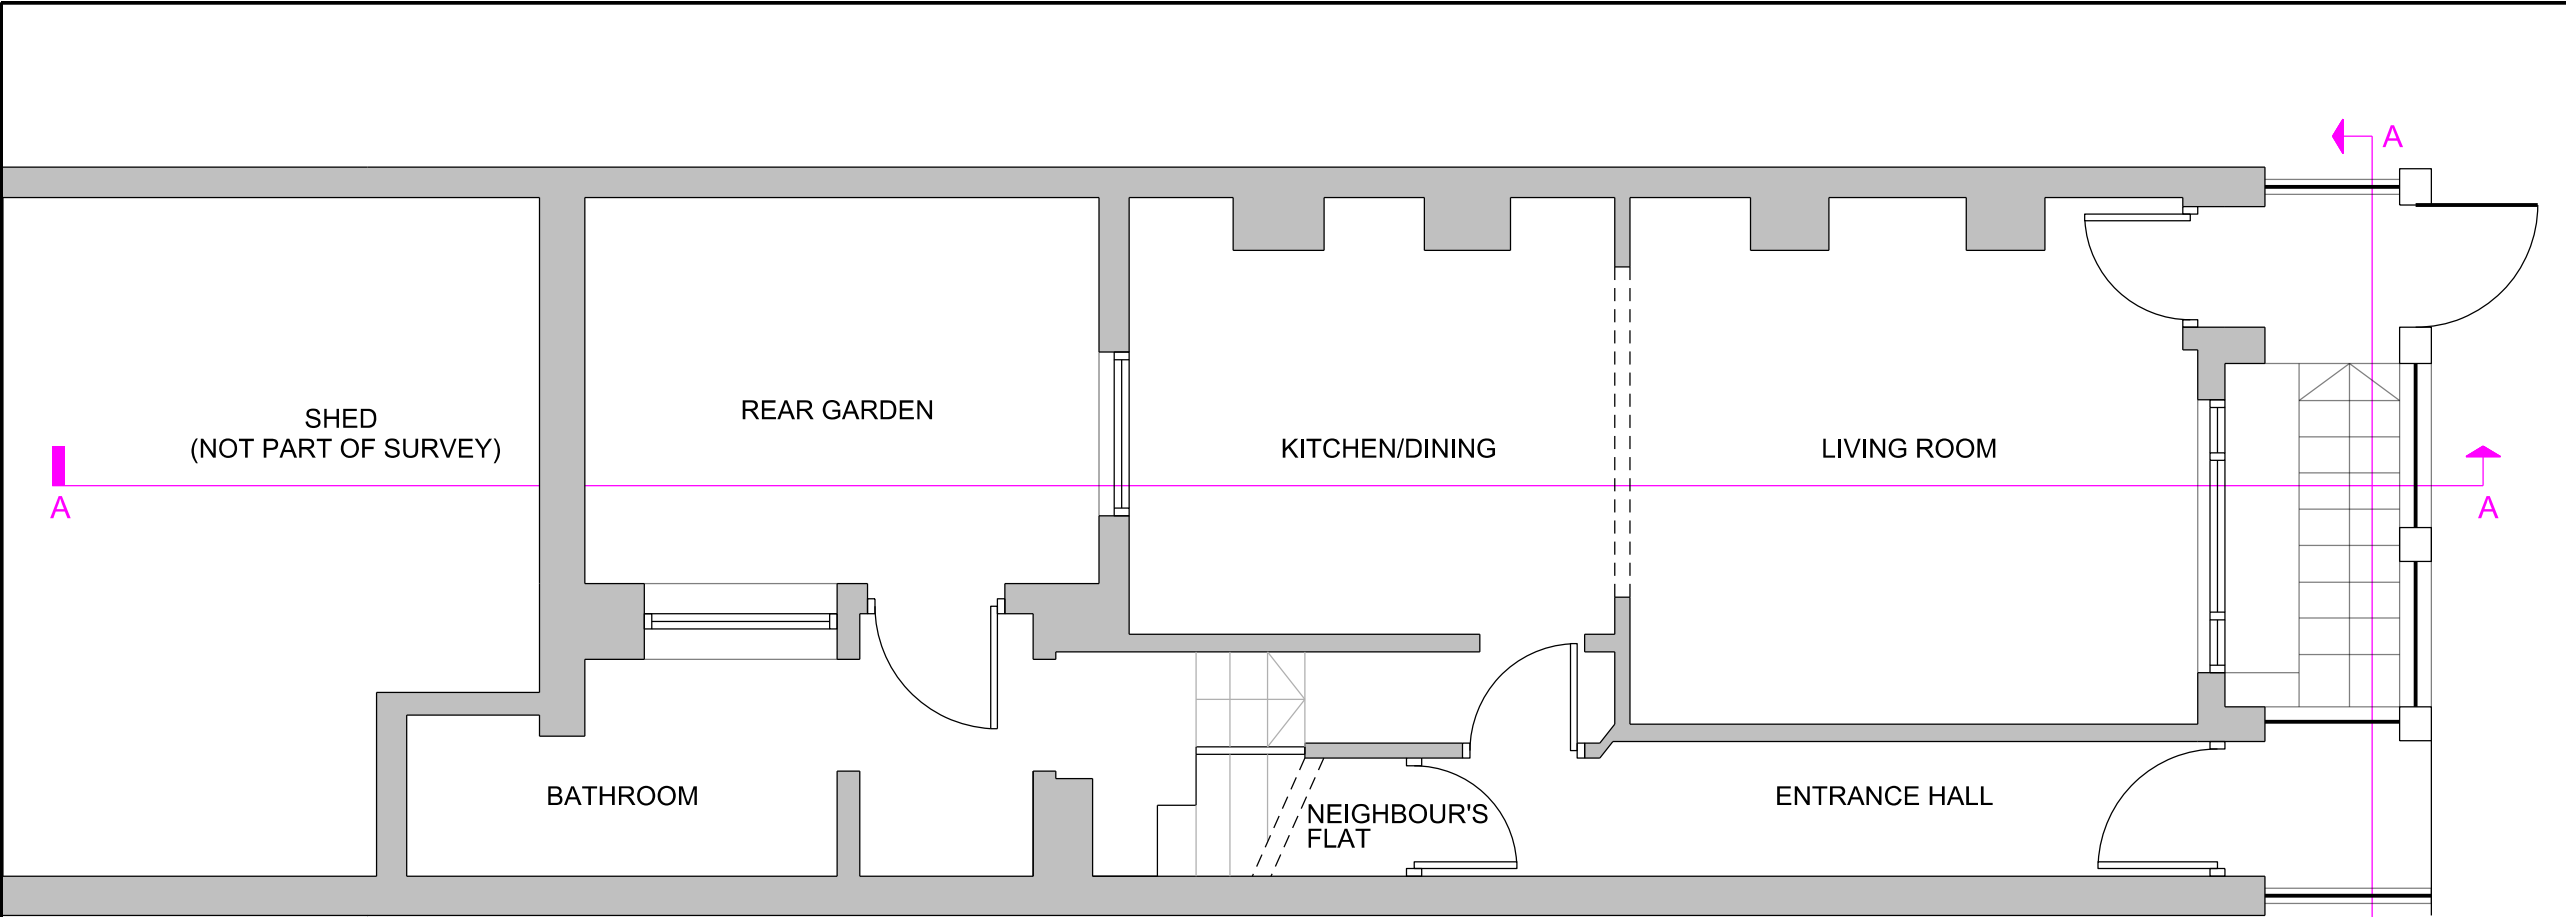 A
SHED
(NOT PART OF SURVEY)
REAR GARDEN
KITCHEN/DINING
LIVING ROOM
A
A
BATHROOM
NEIGHBOUR'S
FLAT
ENTRANCE HALL